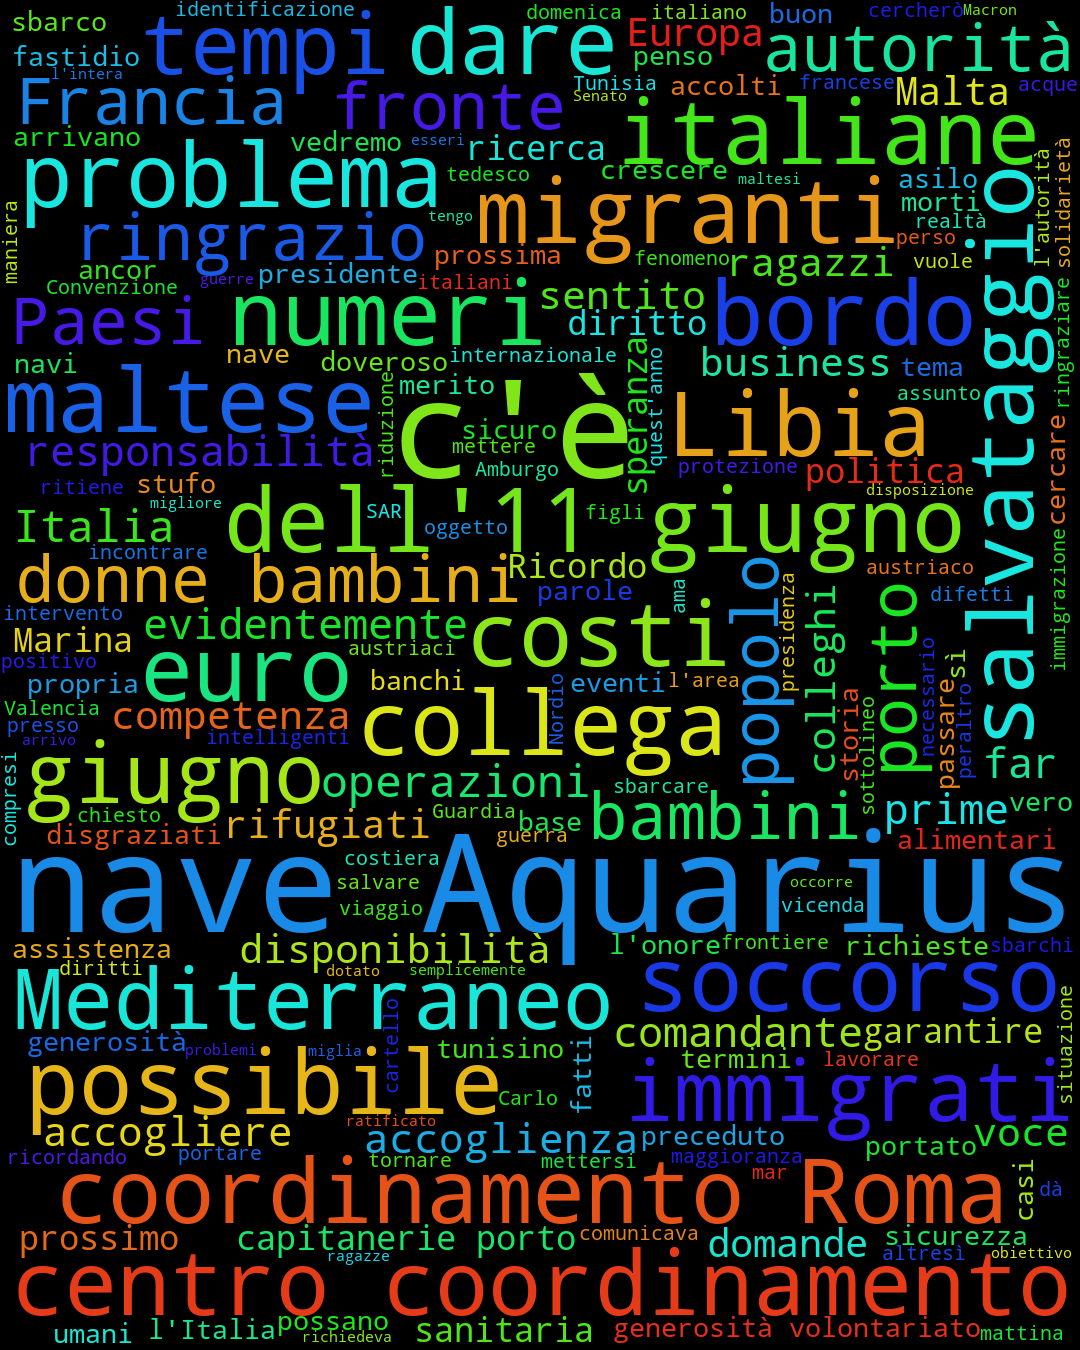 sbarco identificazione domenica italiano buon cercherò Macron
tempi dare Europa autorità
fastidio penso
l'intera Tunisia accolti francese acque
Francia fronte Senato Malta italiane
arrivano vedremo esseri ricerca
problema tedesco crescere maltesi asilo
migranti morti
realtà
maniera ringrazio tengo prossima perso l'autorità solidarietà
ancor fenomeno ragazzi vuole
Convenzione guerre presidente italiani
Paesi numeri sentito bordo salvataggio
diritto
navi nave doveroso internazionale business tema
maltese riduzione merito c'è speranza quest'anno Libia assunto ringraziare
sicuro
responsabilità mettere
Amburgo protezione politica
ritiene stufo migliore disposizione cercare
Italia dell'11 SAR oggetto figli giugno
incontrare
donne bambini Ricordo austriaco immigrazione
intervento parole ama popolo presidenza colleghi porto difetti
Marina evidentemente costi
austriaci
positivo euro necessario sì
propria banchi eventi l'area
Valencia competenza collega Nordio storia passare
presso
arrivo intelligenti sottolineo peraltro
compresi giugno operazioni sbarcare far
chiesto Guardia bambini prime vero
disgraziati rifugiati guerra base alimentari
nave Aquarius
costiera
salvare occorre
viaggio vicenda
assistenza disponibilità l'onore frontiere richieste sbarchi
diritti dotato semplicemente
Mediterraneo soccorso
generosità cartello comandante garantire situazione
problemi miglia tunisino fatti termini lavorare
possibile Carlo immigrati
ratificato
accogliere accoglienza preceduto voce
ricordando portare maggioranza portato
tornare mettersi mar casi
coordinamento Roma dà
prossimo capitanerie porto comunicava domande sicurezza
ragazze altresì obiettivo
centro coordinamento
umani l'Italia possano sanitaria generosità volontariato mattina
richiedeva